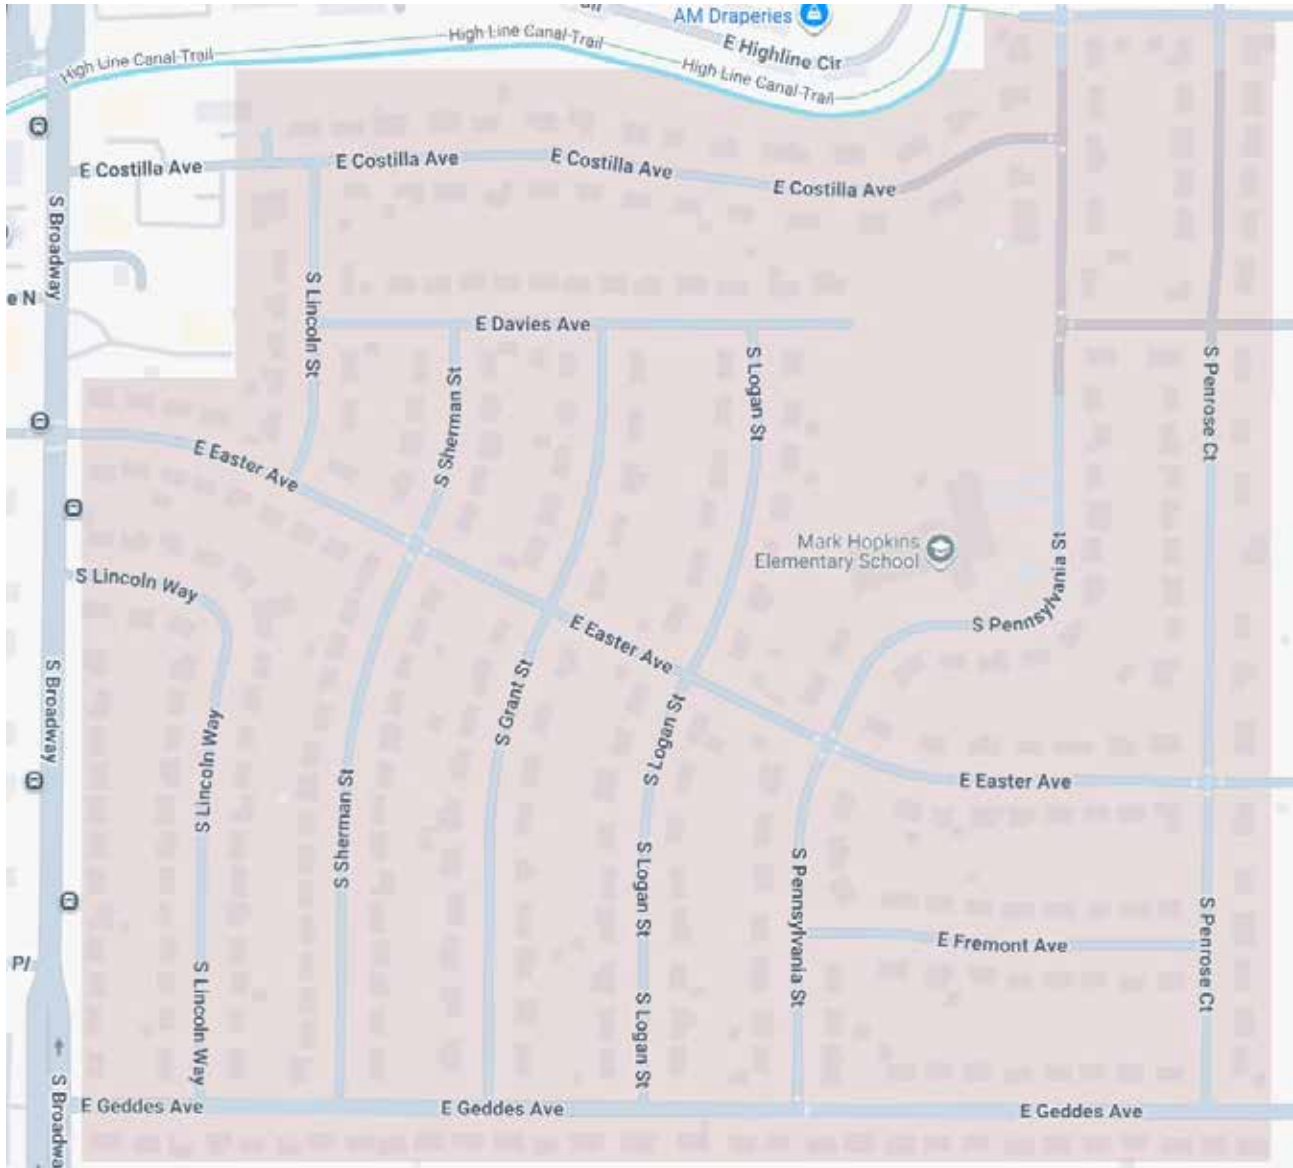 AM Draperies
E Highline Cir
High Line Canal Trail
High Line Canal Trail
High Line Canal Trail
E Costilla Ave
E Costilla Ave
E Costilla Ave
E Costilla Ave
S Broadway
e N
S Lincoln St
E Davies Ave
S Sherman St
S Logan St
S Penrose Ct
E Easter Ave
Mark Hopkins
Elementary School
S Lincoln Way
S Pennsylvania St
E Easter Ave
S Broadway
S Grant St
S Lincoln Way
S Logan St
E Easter Ave
S Sherman St
S Logan St
S Pennsylvania St
E Fremont Ave
S Penrose Ct
P/
S Lincoln Way
S Logan St
S Broadwa
E Geddes Ave
E Geddes Ave
E Geddes Ave